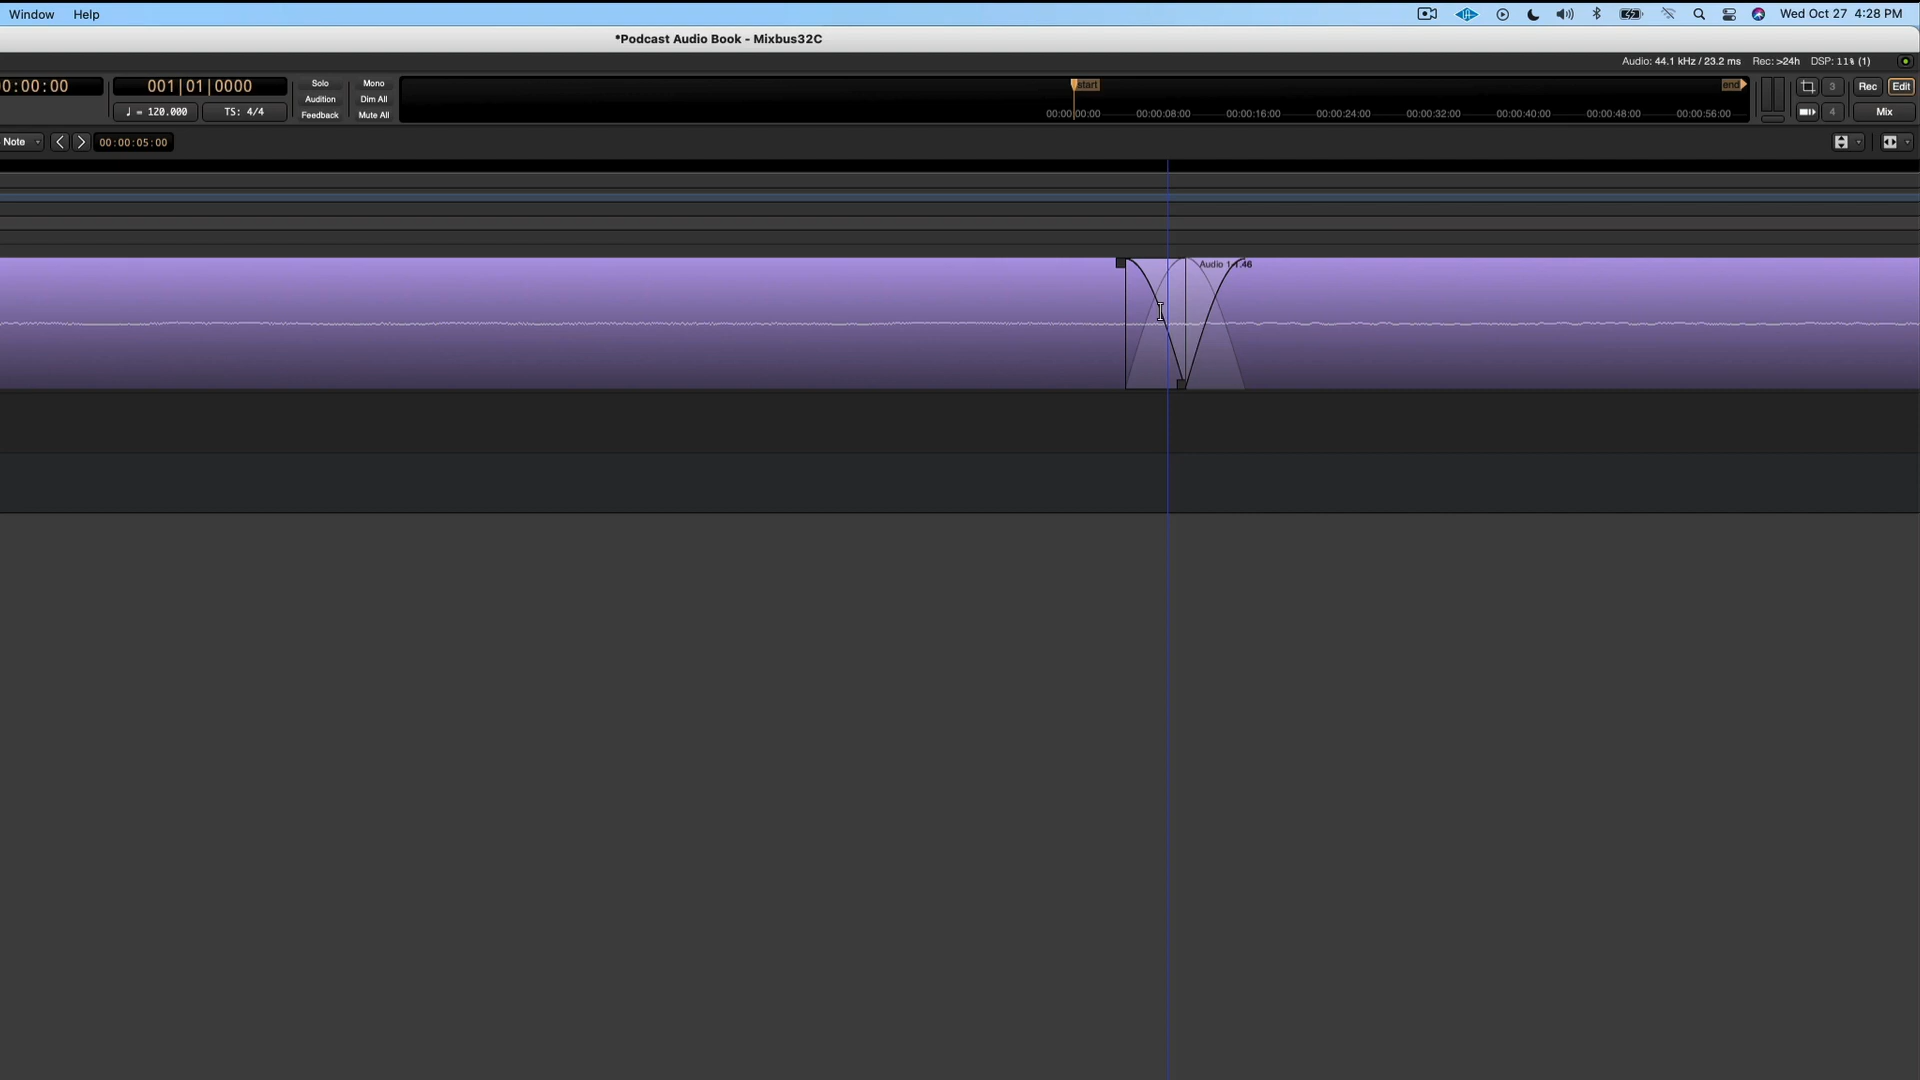 Window Help
Wed Oct 27 4:28 PM
*Podcast Audio Book - Mixbus32C
Audio: 44.1 kHz / 23.2 ms Rec: >24h DSP: 11% (1)
0:00:00 001|01|0000 Solo Mono start end 3 Rec Edit
Audition Dim All
♩ = 120.000 TS: 4/4 Feedback Mute All 00:00:00:00 00:00:08:00 00:00:16:00 00:00:24:00 00:00:32:00 00:00:40:00 00:00:48:00 00:00:56:00 4 Mix
Note < > 00:00:05:00
Audio 1-1.46